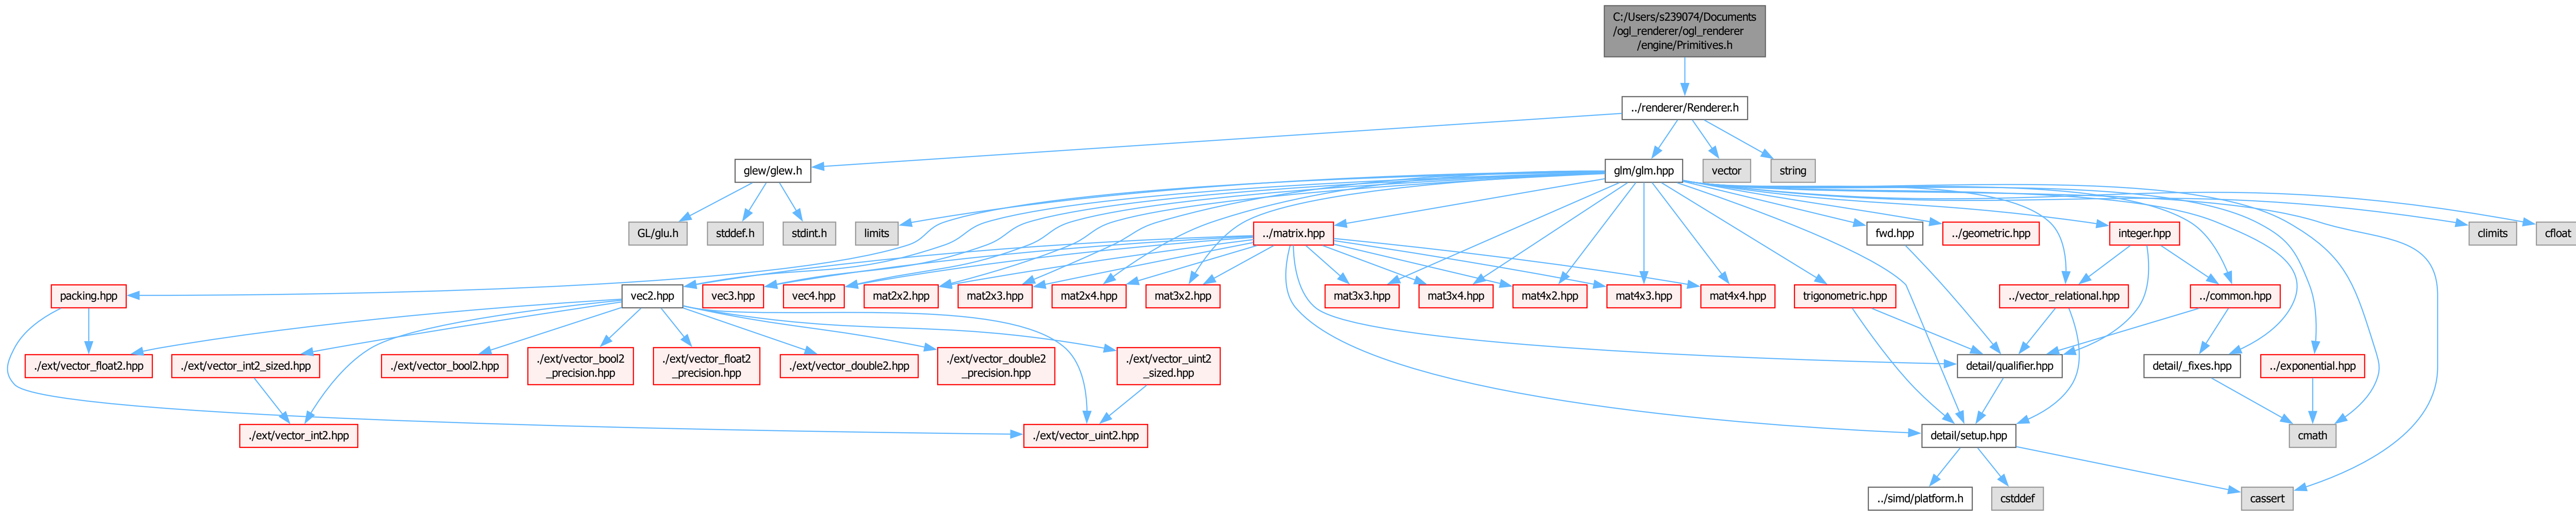 C:/Users/s239074/Documents
/ogl_renderer/ogl_renderer
/engine/Primitives.h
../renderer/Renderer.h
glew/glew.h
glm/glm.hpp
vector
string
GL/glu.h
stddef.h
stdint.h
limits
../matrix.hpp
fwd.hpp
../geometric.hpp
integer.hpp
climits
cfloat
packing.hpp
vec2.hpp
vec3.hpp
vec4.hpp
mat2x2.hpp
mat2x3.hpp
mat2x4.hpp
mat3x2.hpp
mat3x3.hpp
mat3x4.hpp
mat4x2.hpp
mat4x3.hpp
mat4x4.hpp
trigonometric.hpp
../vector_relational.hpp
../common.hpp
./ext/vector_float2.hpp
./ext/vector_int2_sized.hpp
./ext/vector_bool2.hpp
./ext/vector_bool2
_precision.hpp
./ext/vector_float2
_precision.hpp
./ext/vector_double2.hpp
./ext/vector_double2
_precision.hpp
./ext/vector_uint2
_sized.hpp
detail/qualifier.hpp
detail/_fixes.hpp
../exponential.hpp
./ext/vector_int2.hpp
./ext/vector_uint2.hpp
detail/setup.hpp
cmath
../simd/platform.h
cstddef
cassert